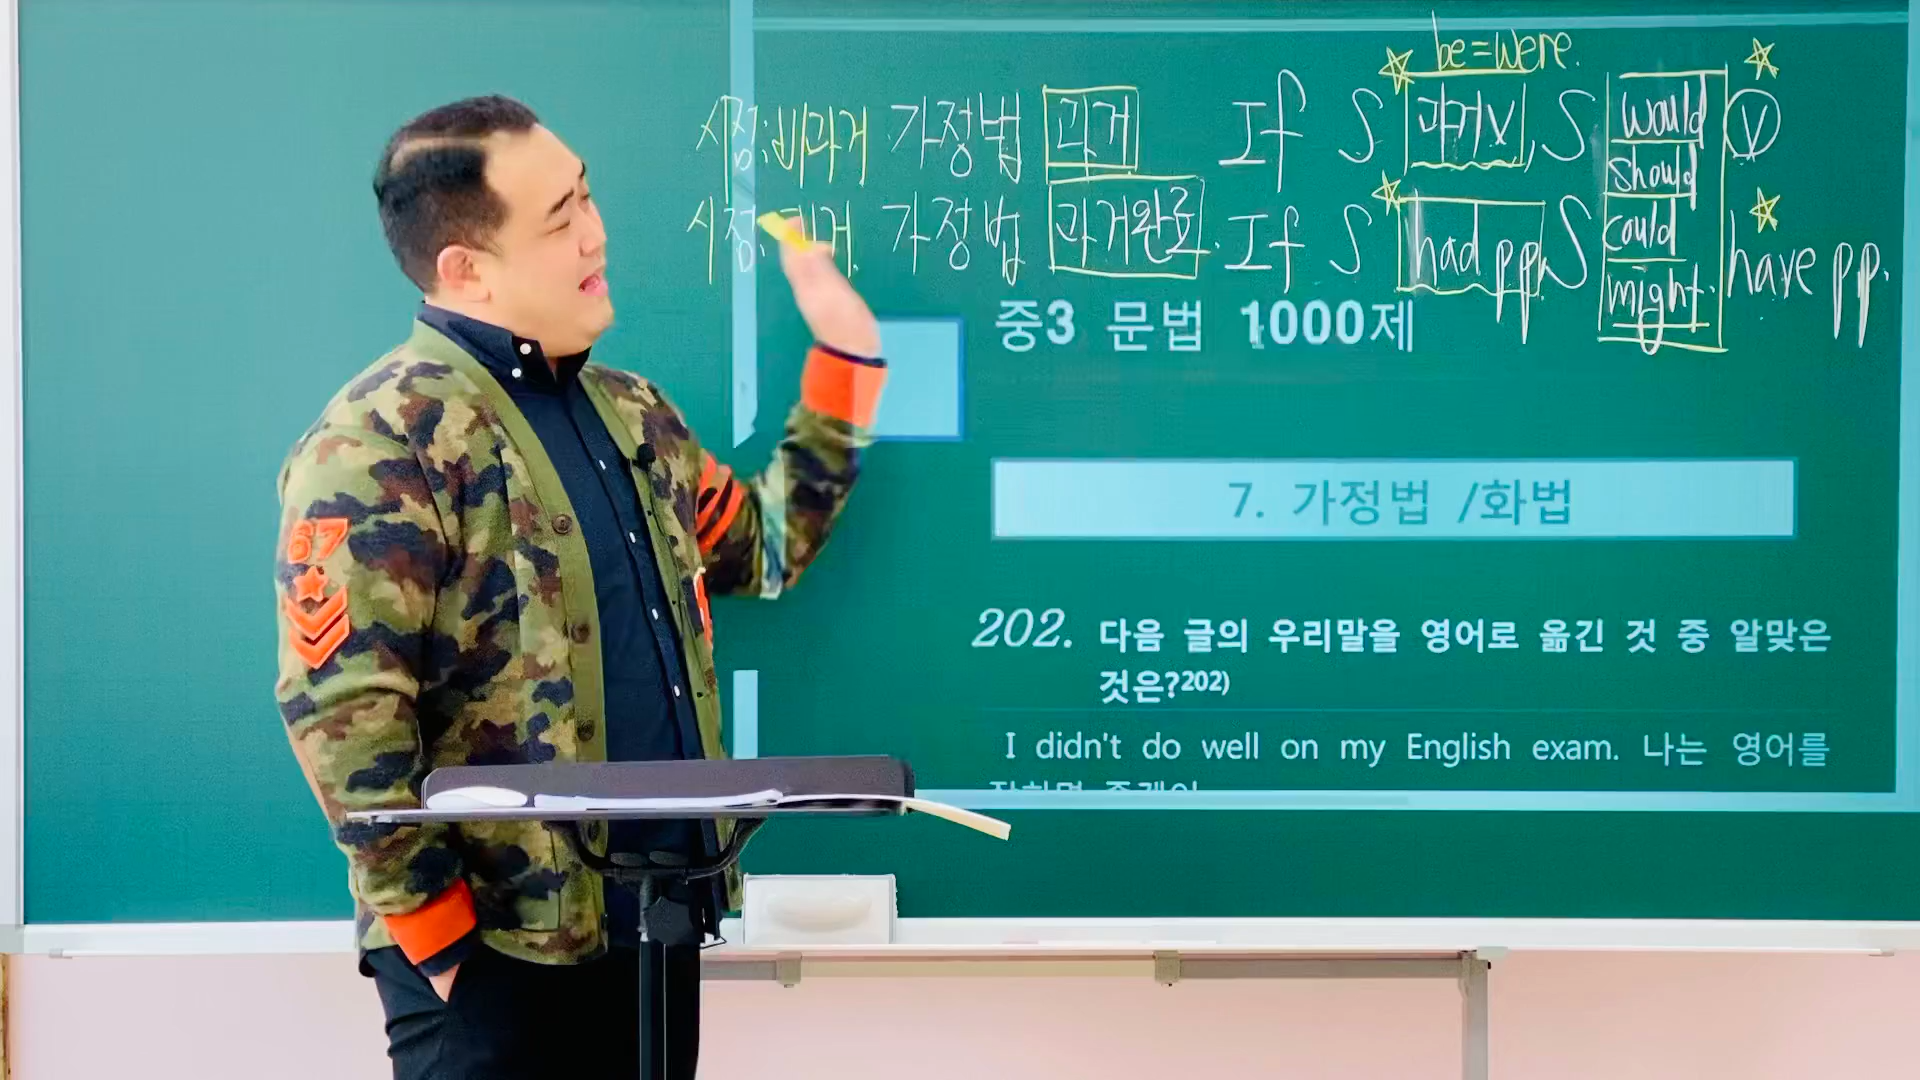 be=were.
시점:비과거 가정법 과거 If S 과거V, S would V
should
시점: 가정법 과거완료. If S had pp, S could have pp.
might.
중3 문법 1000제
7. 가정법 /화법
202. 다음 글의 우리말을 영어로 옮긴 것 중 알맞은
것은?202)
I didn't do well on my English exam. 나는 영어를
67